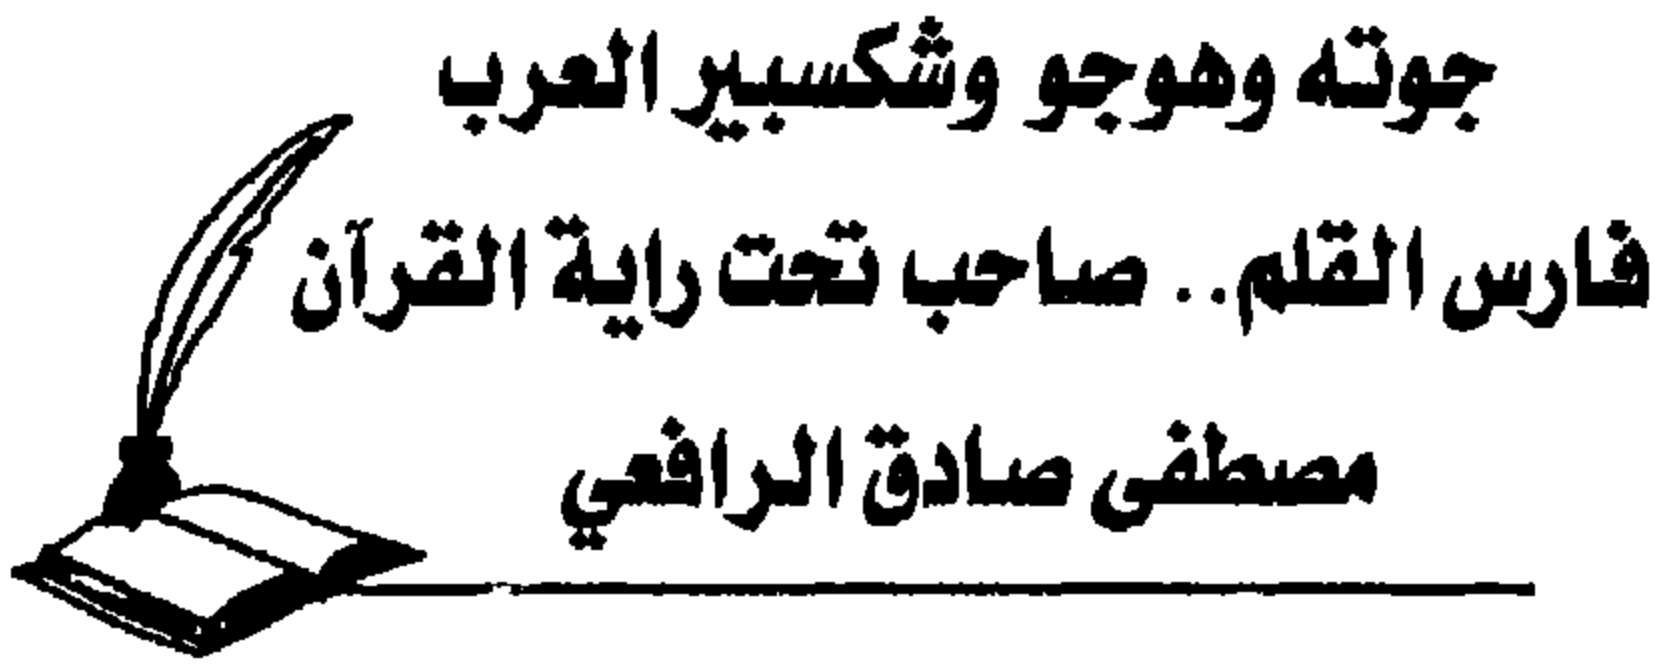 جوته وهوجو وشكسبير العرب
فارس القلم.. صاحب تحت راية القرآن
مصطفى صادق الرافعي